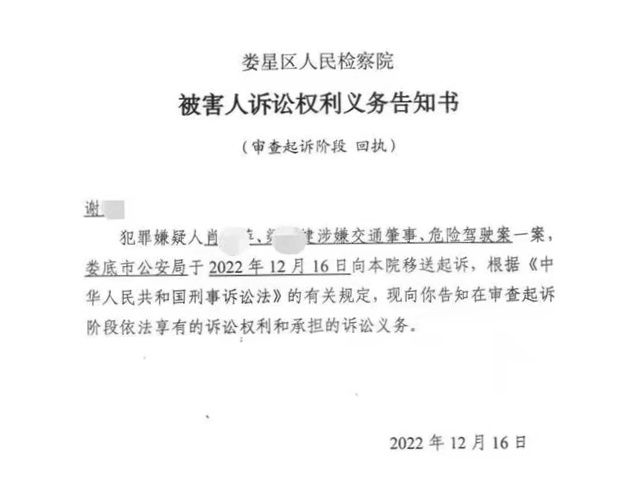 娄星区人民检察院
被害人诉讼权利义务告知书
（审查起诉阶段 回执）
谢
犯罪嫌疑人肖 草、 建涉嫌交通肇事、危险驾驶案一案，
娄底市公安局于 2022 年 12 月 16 日向本院移送起诉，根据《中
华人民共和国刑事诉讼法》的有关规定，现向你告知在审查起诉
阶段依法享有的诉讼权利和承担的诉讼义务。
2022 年 12 月 16 日